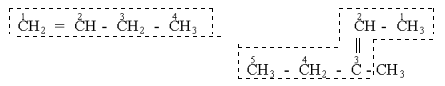 1 2 3 4
CH₂ = CH - CH₂ - CH₃
2 1
CH - CH₃
||
5 4 3
CH₃ - CH₂ - C - CH₃